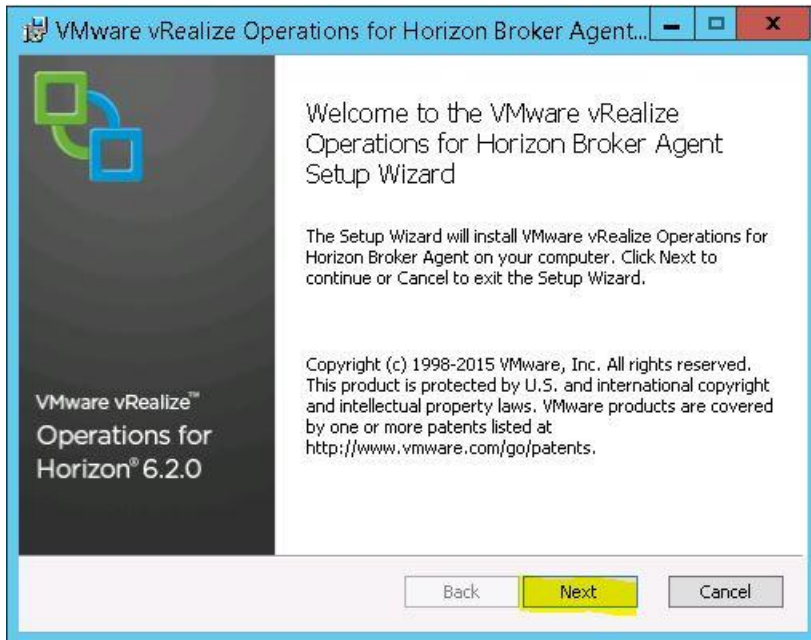 VMware vRealize Operations for Horizon Broker Agent...
Welcome to the VMware vRealize
Operations for Horizon Broker Agent
Setup Wizard
The Setup Wizard will install VMware vRealize Operations for
Horizon Broker Agent on your computer. Click Next to
continue or Cancel to exit the Setup Wizard.
Copyright (c) 1998-2015 VMware, Inc. All rights reserved.
This product is protected by U.S. and international copyright
and intellectual property laws. VMware products are covered
by one or more patents listed at
http://www.vmware.com/go/patents.
VMware vRealize™
Operations for
Horizon® 6.2.0
Back Next Cancel